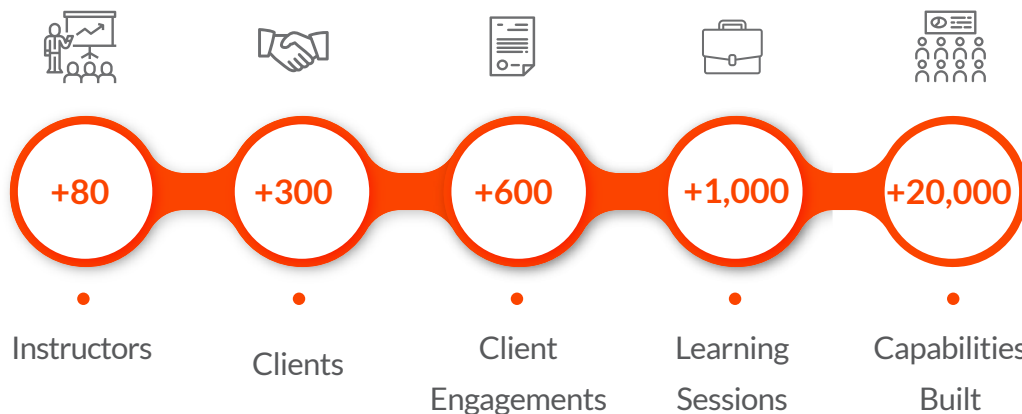 +80
+300
+600
+1,000
+20,000
Instructors
Clients
Client
Engagements
Learning
Sessions
Capabilities
Built